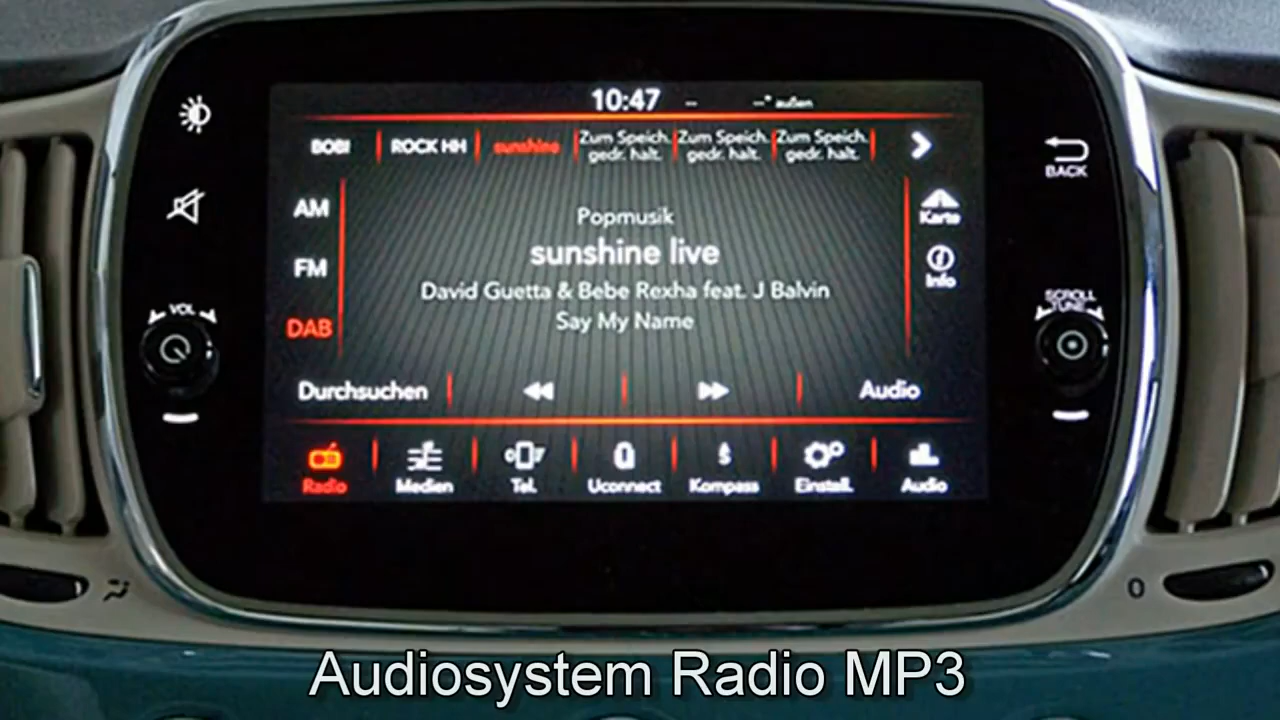 10:47 -- --° außen
BOBI ROCK HH sunshine Zum Speich. gedr. halt. Zum Speich. gedr. halt. Zum Speich. gedr. halt.
BACK
AM
FM
DAB
Popmusik
sunshine live
David Guetta & Bebe Rexha feat. J Balvin
Say My Name
Karte
Info
VOL
SCROLL
TUNE
Durchsuchen Audio
Radio Medien Tel. Uconnect Kompass Einstell. Audio
0
Audiosystem Radio MP3